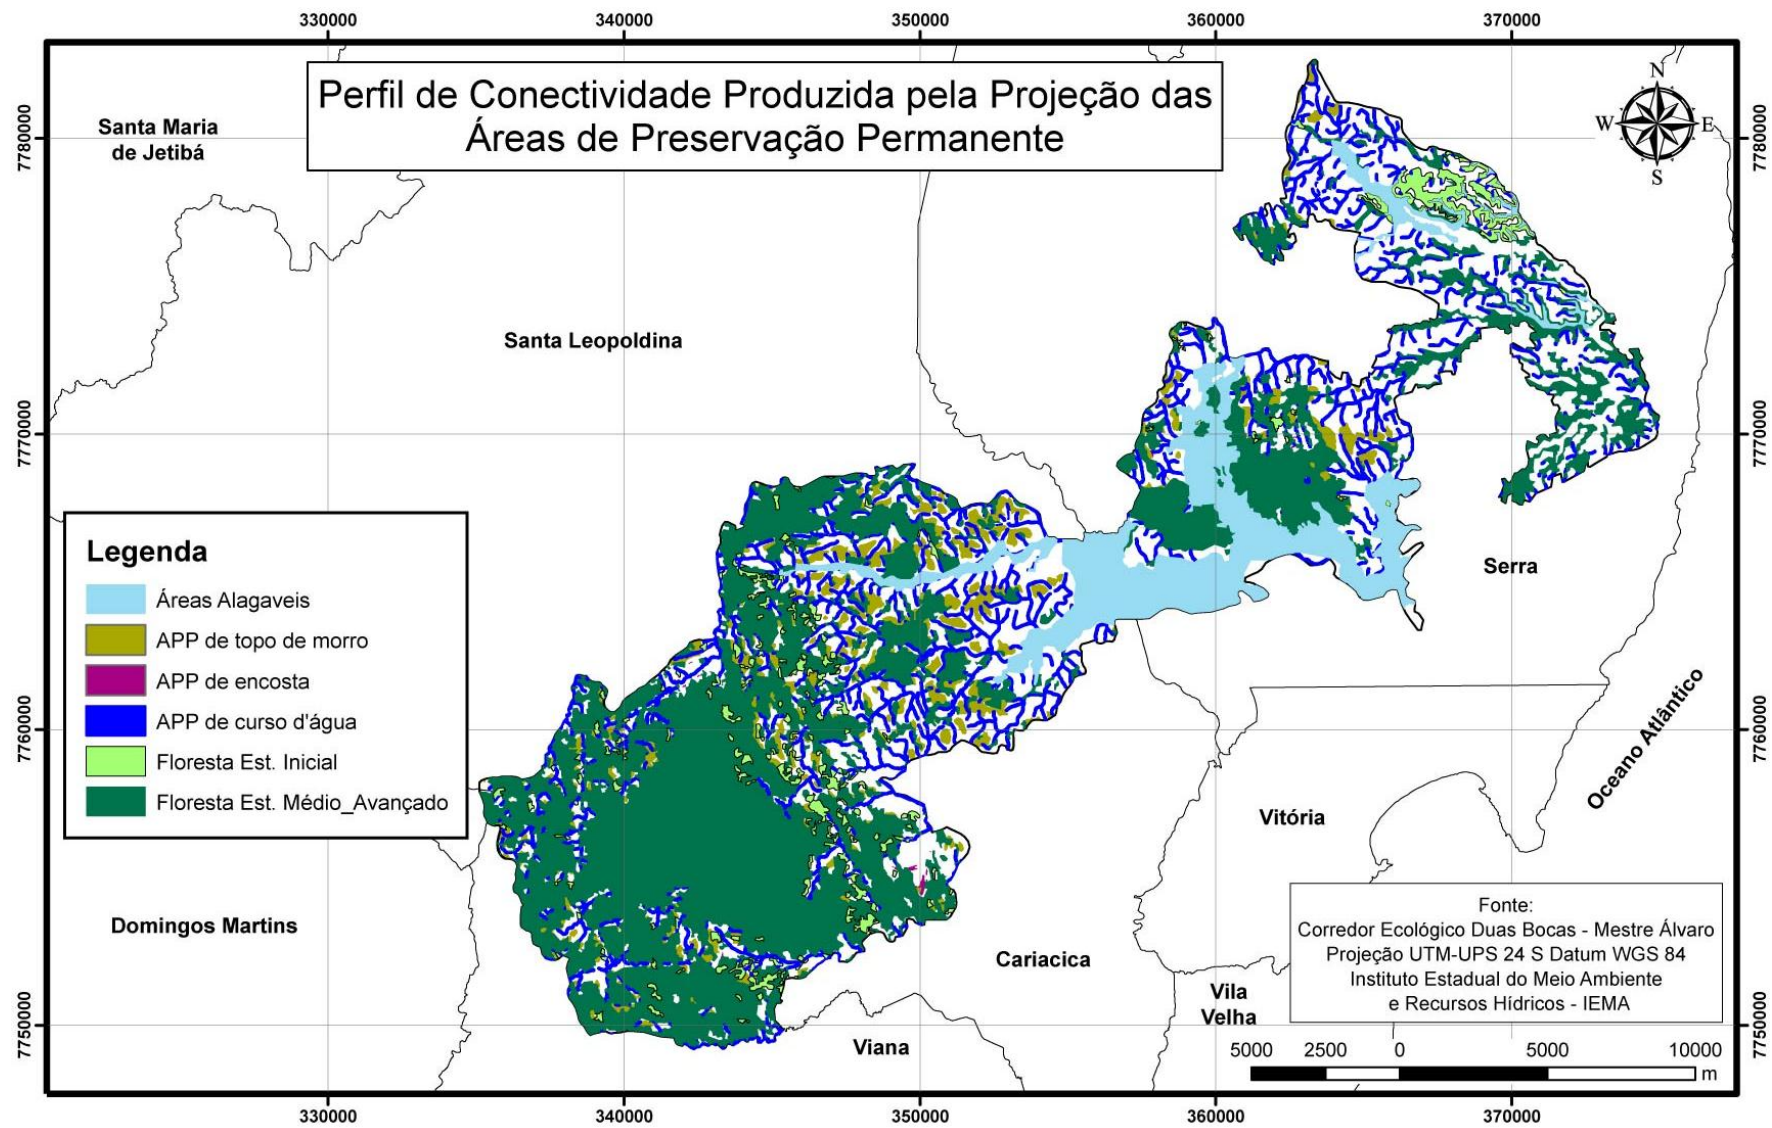 330000
340000
350000
360000
370000
Perfil de Conectividade Produzida pela Projeção das
Áreas de Preservação Permanente
N
W
E
S
7780000
7780000
Santa Maria
de Jetibá
Santa Leopoldina
7770000
7770000
Legenda
Áreas Alagaveis
APP de topo de morro
APP de encosta
APP de curso d'água
Floresta Est. Inicial
Floresta Est. Médio_Avançado
Serra
Oceano Atlântico
7760000
7760000
Vitória
Domingos Martins
Cariacica
Vila
Velha
Viana
Fonte:
Corredor Ecológico Duas Bocas - Mestre Álvaro
Projeção UTM-UPS 24 S Datum WGS 84
Instituto Estadual do Meio Ambiente
e Recursos Hídricos - IEMA
7750000
7750000
5000
2500
0
5000
10000
m
330000
340000
350000
360000
370000